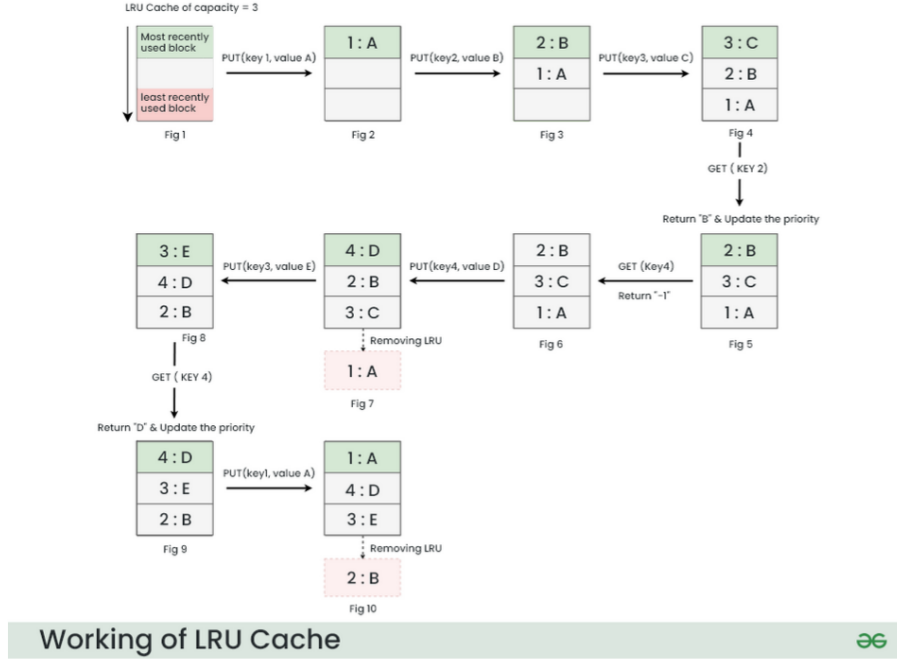 LRU Cache of capacity = 3
Most recently
used block
least recently
used block
Fig 1
PUT(key 1, value A)
1 : A
Fig 2
PUT(key2, value B)
2 : B
1 : A
Fig 3
PUT(key3, value C)
3 : C
2 : B
1 : A
Fig 4
GET ( KEY 2)
Return "B" & Update the priority
2 : B
3 : C
1 : A
Fig 5
GET (Key4)
Return "-1"
2 : B
3 : C
1 : A
Fig 6
PUT(key4, value D)
4 : D
2 : B
3 : C
Removing LRU
1 : A
Fig 7
PUT(key3, value E)
3 : E
4 : D
2 : B
Fig 8
GET ( KEY 4)
Return "D" & Update the priority
4 : D
3 : E
2 : B
Fig 9
PUT(key1, value A)
1 : A
4 : D
3 : E
Removing LRU
2 : B
Fig 10
Working of LRU Cache